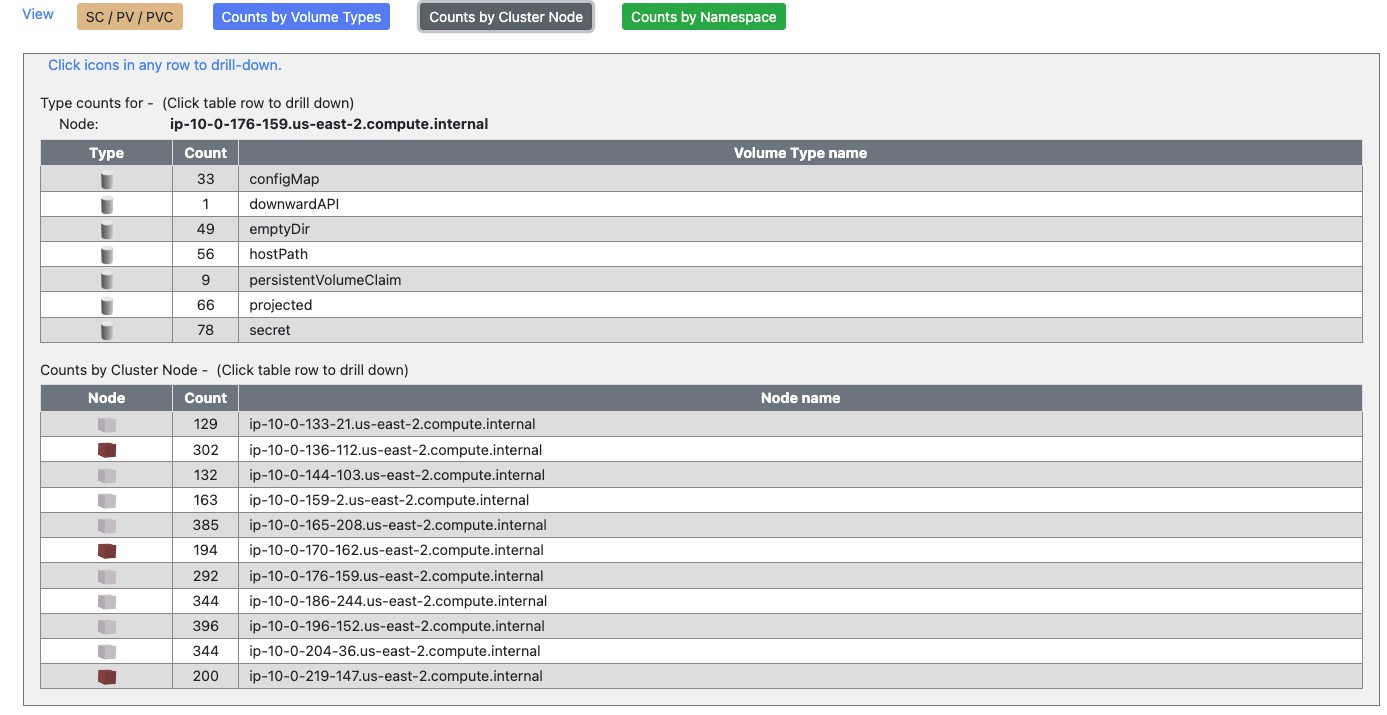 View SC / PV / PVC Counts by Volume Types Counts by Cluster Node Counts by Namespace
Click icons in any row to drill-down.
Type counts for - (Click table row to drill down)
Node: ip-10-0-176-159.us-east-2.compute.internal
Type Count Volume Type name
33 configMap
1 downwardAPI
49 emptyDir
56 hostPath
9 persistentVolumeClaim
66 projected
78 secret
Counts by Cluster Node - (Click table row to drill down)
Node Count Node name
129 ip-10-0-133-21.us-east-2.compute.internal
302 ip-10-0-136-112.us-east-2.compute.internal
132 ip-10-0-144-103.us-east-2.compute.internal
163 ip-10-0-159-2.us-east-2.compute.internal
385 ip-10-0-165-208.us-east-2.compute.internal
194 ip-10-0-170-162.us-east-2.compute.internal
292 ip-10-0-176-159.us-east-2.compute.internal
344 ip-10-0-186-244.us-east-2.compute.internal
396 ip-10-0-196-152.us-east-2.compute.internal
344 ip-10-0-204-36.us-east-2.compute.internal
200 ip-10-0-219-147.us-east-2.compute.internal